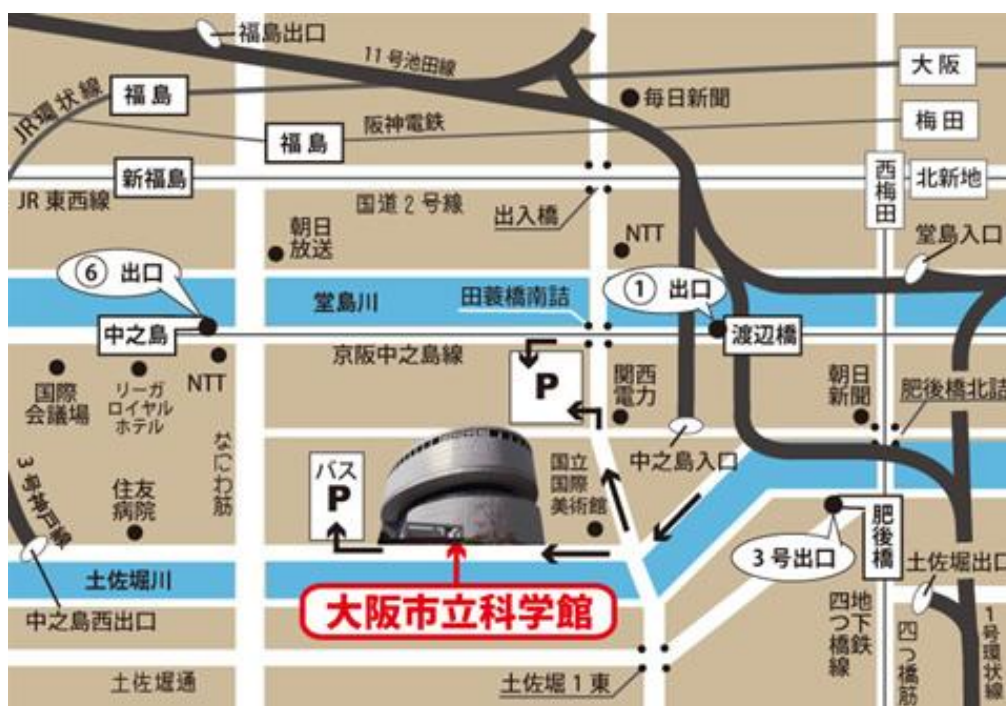 福島出口
11号池田線
大阪
JR環状線
福島
毎日新聞
阪神電鉄
梅田
福島
新福島
西梅田
北新地
JR東西線
国道2号線
出入橋
朝日
放送
NTT
堂島入口
⑥ 出口
堂島川
田蓑橋南詰
① 出口
中之島
京阪中之島線
渡辺橋
国際
会議場
リーガ
ロイヤル
ホテル
NTT
P
関西
電力
朝日
新聞
肥後橋北詰
なにわ筋
バス
P
国立
国際
美術館
中之島入口
3号神戸線
住友
病院
3号出口
肥後橋
土佐堀川
土佐堀出口
大阪市立科学館
中之島西出口
地下鉄
四つ橋線
四つ橋筋
1号環状線
土佐堀通
土佐堀1東